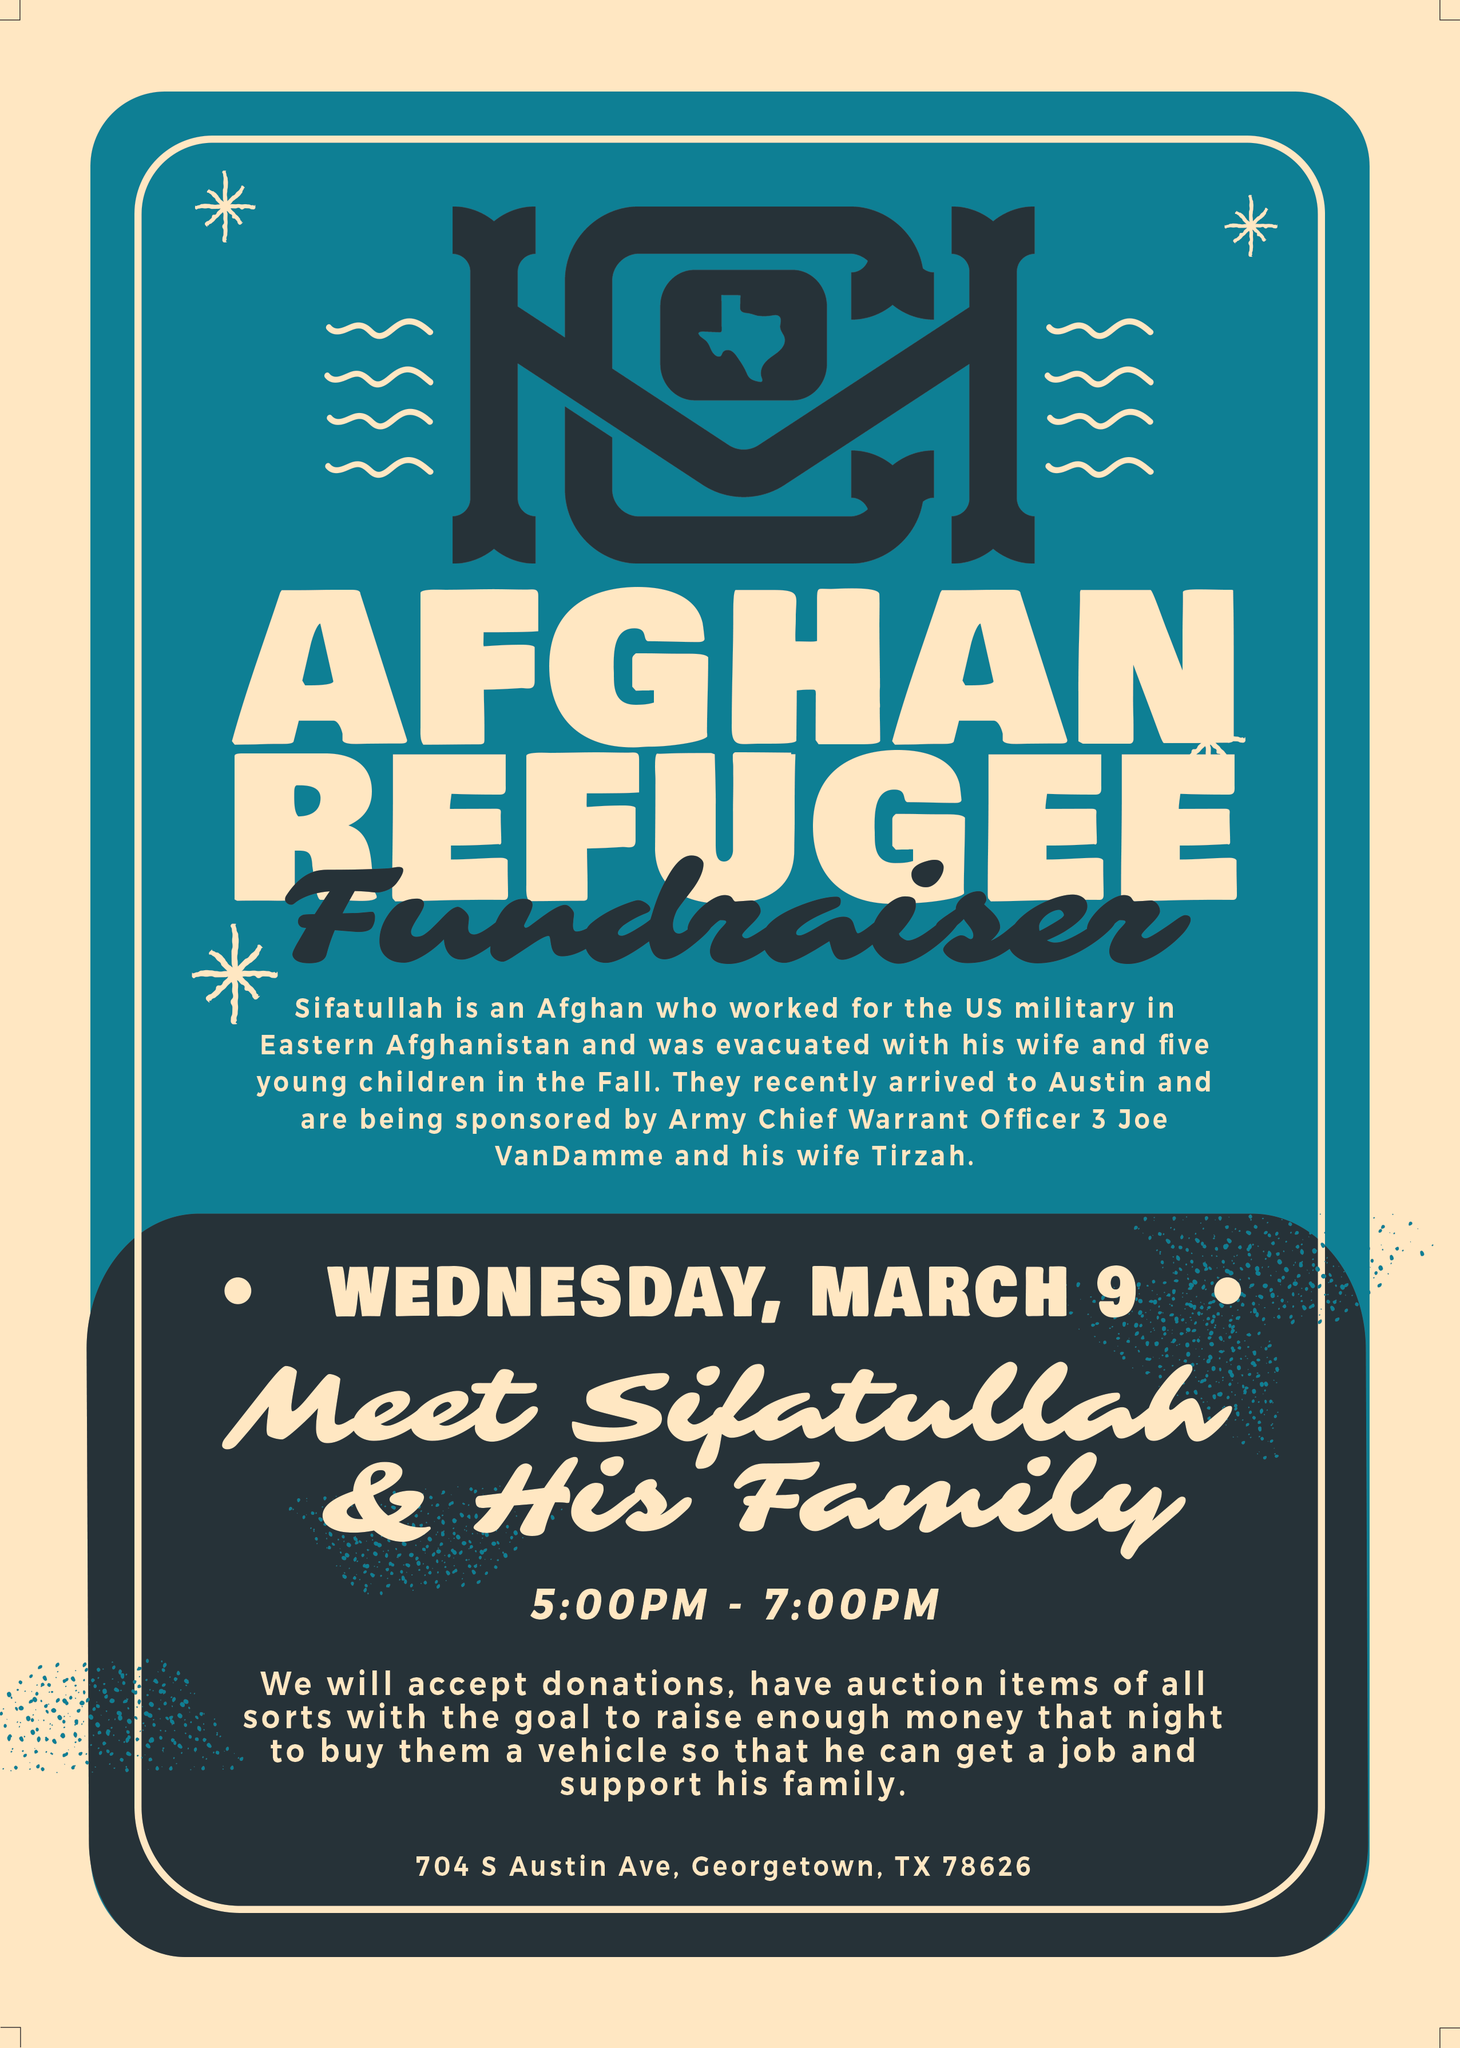 AFGHAN
REFUGEE
Fundraiser
Sifatullah is an Afghan who worked for the US military in
Eastern Afghanistan and was evacuated with his wife and five
young children in the Fall. They recently arrived to Austin and
are being sponsored by Army Chief Warrant Officer 3 Joe
VanDamme and his wife Tirzah.
WEDNESDAY, MARCH 9
Meet Sifatullah
& His Family
5:00PM - 7:00PM
We will accept donations, have auction items of all
sorts with the goal to raise enough money that night
to buy them a vehicle so that he can get a job and
support his family.
704 S Austin Ave, Georgetown, TX 78626